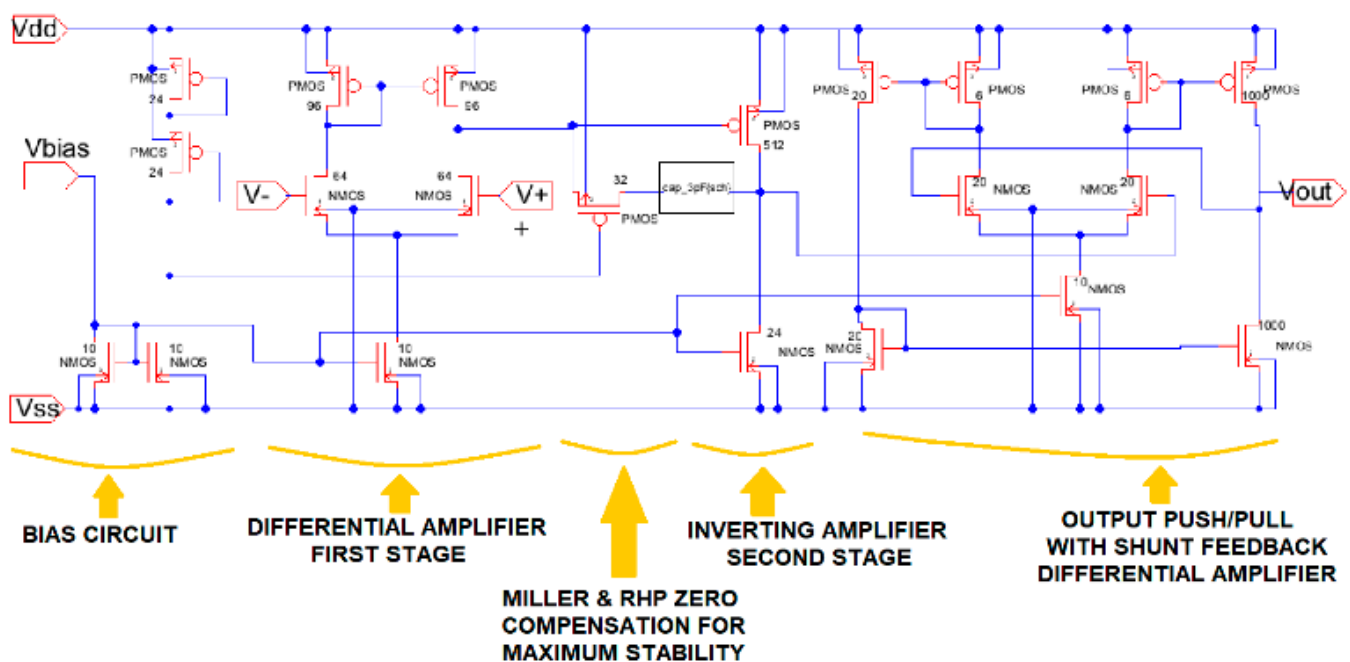 Vdd
PMOS
24
PMOS
24
Vbias
10
NMOS
10
NMOS
Vss
PMOS
96
PMOS
96
64
NMOS
V-
64
NMOS
V+
+
10
NMOS
32
PMOS
cap_3pF{sch}
PMOS
512
24
NMOS
PMOS
20
PMOS
6
PMOS
6
PMOS
1000
20
NMOS
20
NMOS
Vout
10
NMOS
20
NMOS
1000
NMOS
BIAS CIRCUIT
DIFFERENTIAL AMPLIFIER
FIRST STAGE
MILLER & RHP ZERO
COMPENSATION FOR
MAXIMUM STABILITY
INVERTING AMPLIFIER
SECOND STAGE
OUTPUT PUSH/PULL
WITH SHUNT FEEDBACK
DIFFERENTIAL AMPLIFIER